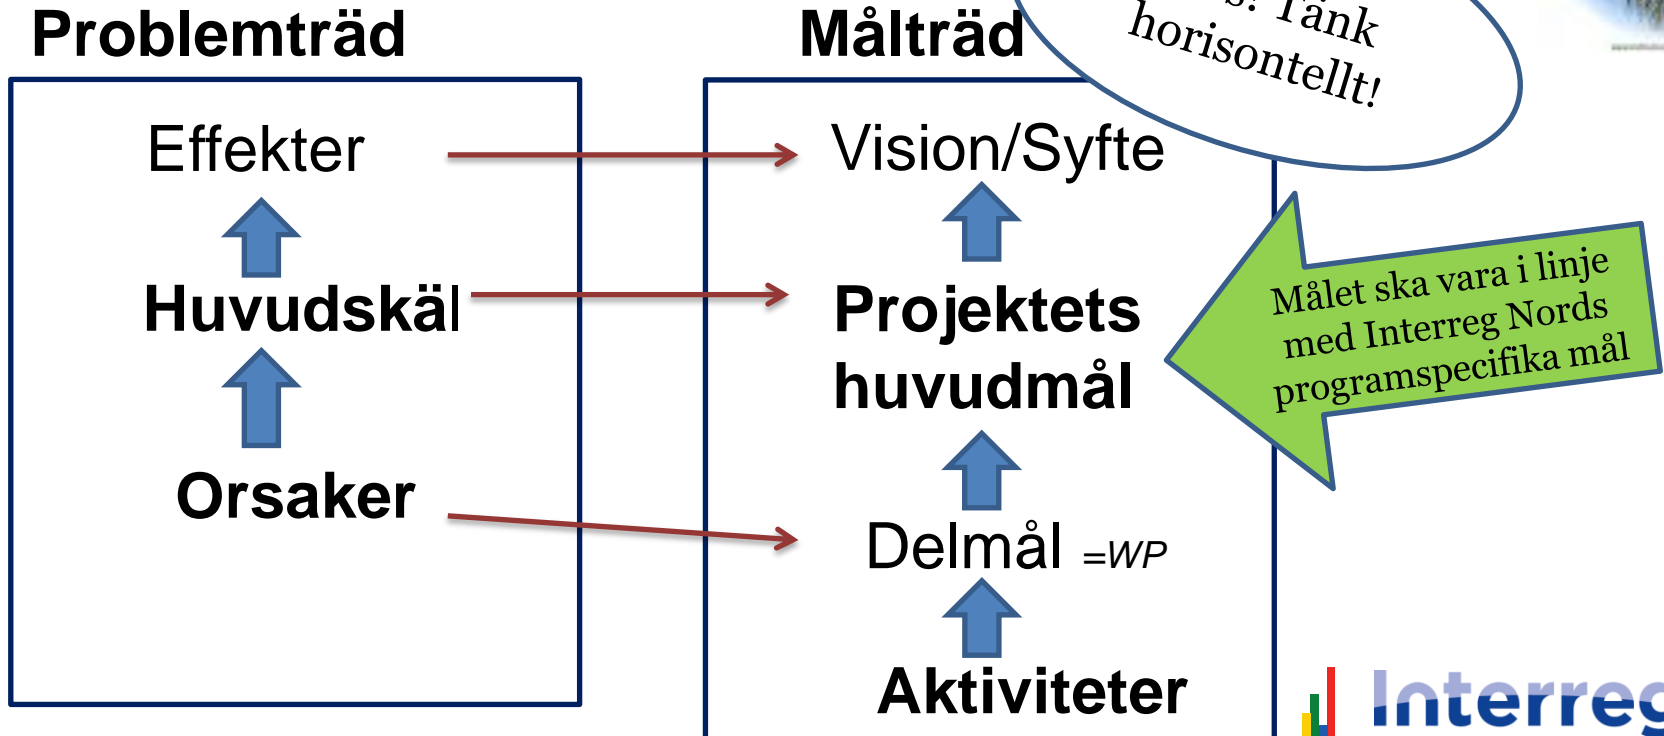 Problemträd
Målträd
Tänk
horisontellt!
Effekter
Vision/Syfte
Huvudskäl
Projektets
huvudmål
Målet ska vara i linje
med Interreg Nords
programspecifika mål
Orsaker
Delmål =WP
Aktiviteter
Interreg